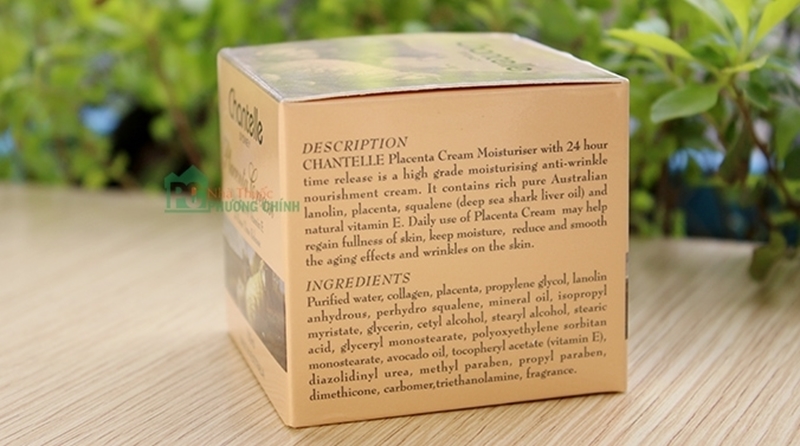 Chantelle
Chantelle
Nhà Thuốc
PHƯƠNG CHÍNH
DESCRIPTION
CHANTELLE Placenta Cream Moisturiser with 24 hour
time release is a high grade moisturising anti-wrinkle
nourishment cream. It contains rich pure Australian
lanolin, placenta, squalene (deep sea shark liver oil) and
natural vitamin E. Daily use of Placenta Cream may help
regain fullness of skin, keep moisture, reduce and smooth
the aging effects and wrinkles on the skin.
INGREDIENTS
Purified water, collagen, placenta, propylene glycol, lanolin
anhydrous, perhydro squalene, mineral oil, isopropyl
myristate, glycerin, cetyl alcohol, stearyl alcohol, stearic
acid, glyceryl monostearate, polyoxyethylene sorbitan
monostearate, avocado oil, tocopheryl acetate (vitamin E),
diazolidinyl urea, methyl paraben, propyl paraben,
dimethicone, carbomer,triethanolamine, fragrance.